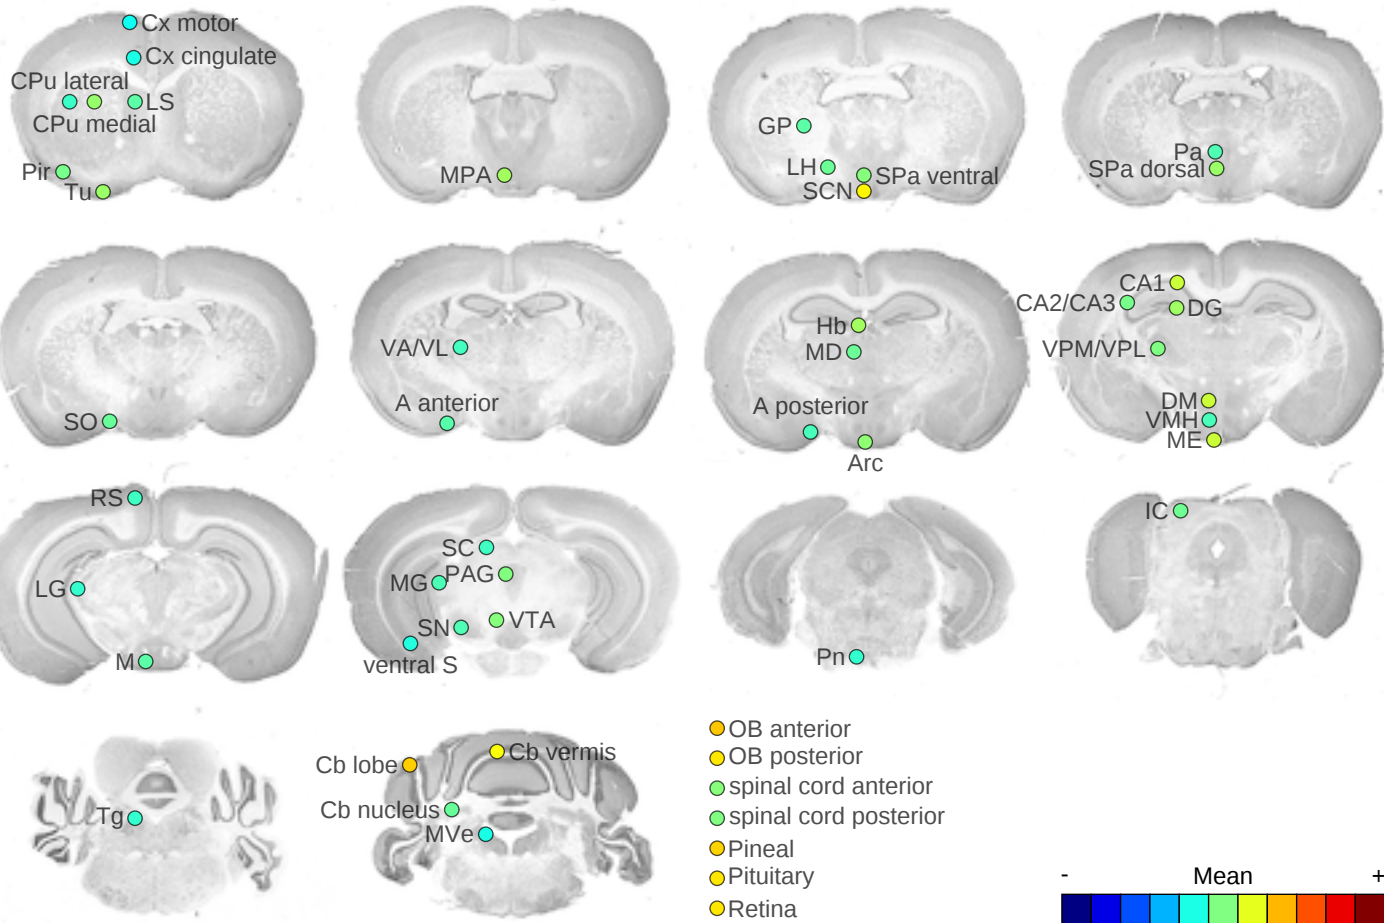 Cx motor
Cx cingulate
CPu lateral
LS
CPu medial
Pir
Tu
MPA
GP
LH
SPa ventral
SCN
Pa
SPa dorsal
SO
VA/VL
A anterior
Hb
MD
A posterior
Arc
CA1
CA2/CA3
DG
VPM/VPL
DM
VMH
ME
RS
LG
M
SC
MG
PAG
SN
VTA
ventral S
Pn
IC
Tg
Cb lobe
Cb vermis
Cb nucleus
MVe
OB anterior
OB posterior
spinal cord anterior
spinal cord posterior
Pineal
Pituitary
Retina
- Mean +